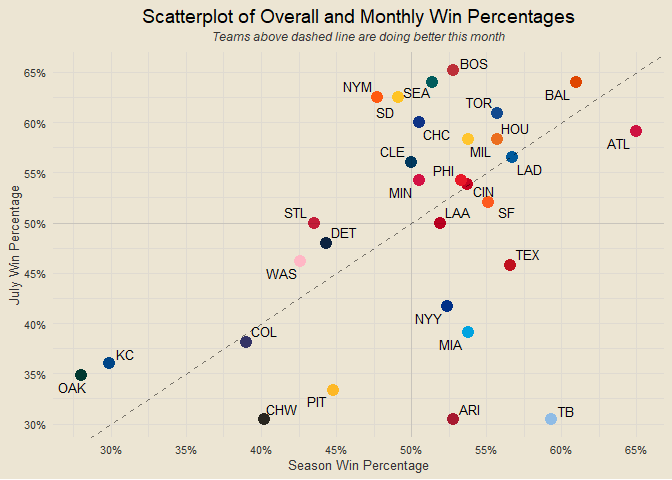 Scatterplot of Overall and Monthly Win Percentages
Teams above dashed line are doing better this month
July Win Percentage
65%
60%
55%
50%
45%
40%
35%
30%
BOS
NYM
SEA
BAL
SD
TOR
CHC
HOU
ATL
CLE
MIL
PHI
LAD
MIN
CIN
STL
LAA
SF
DET
TEX
WAS
NYY
COL
MIA
KC
OAK
PIT
CHW
ARI
TB
30%
35%
40%
45%
50%
55%
60%
65%
Season Win Percentage